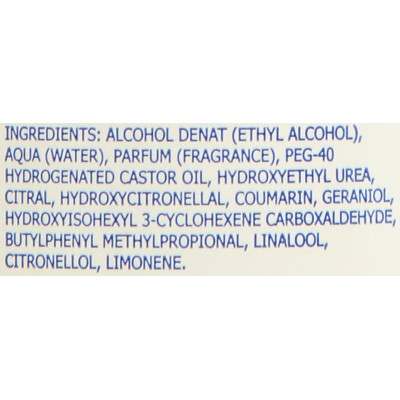 INGREDIENTS: ALCOHOL DENAT (ETHYL ALCOHOL),
AQUA (WATER), PARFUM (FRAGRANCE), PEG-40
HYDROGENATED CASTOR OIL, HYDROXYETHYL UREA,
CITRAL, HYDROXYCITRONELLAL, COUMARIN, GERANIOL,
HYDROXYISOHEXYL 3-CYCLOHEXENE CARBOXALDEHYDE,
BUTYLPHENYL METHYLPROPIONAL, LINALOOL,
CITRONELLOL, LIMONENE.